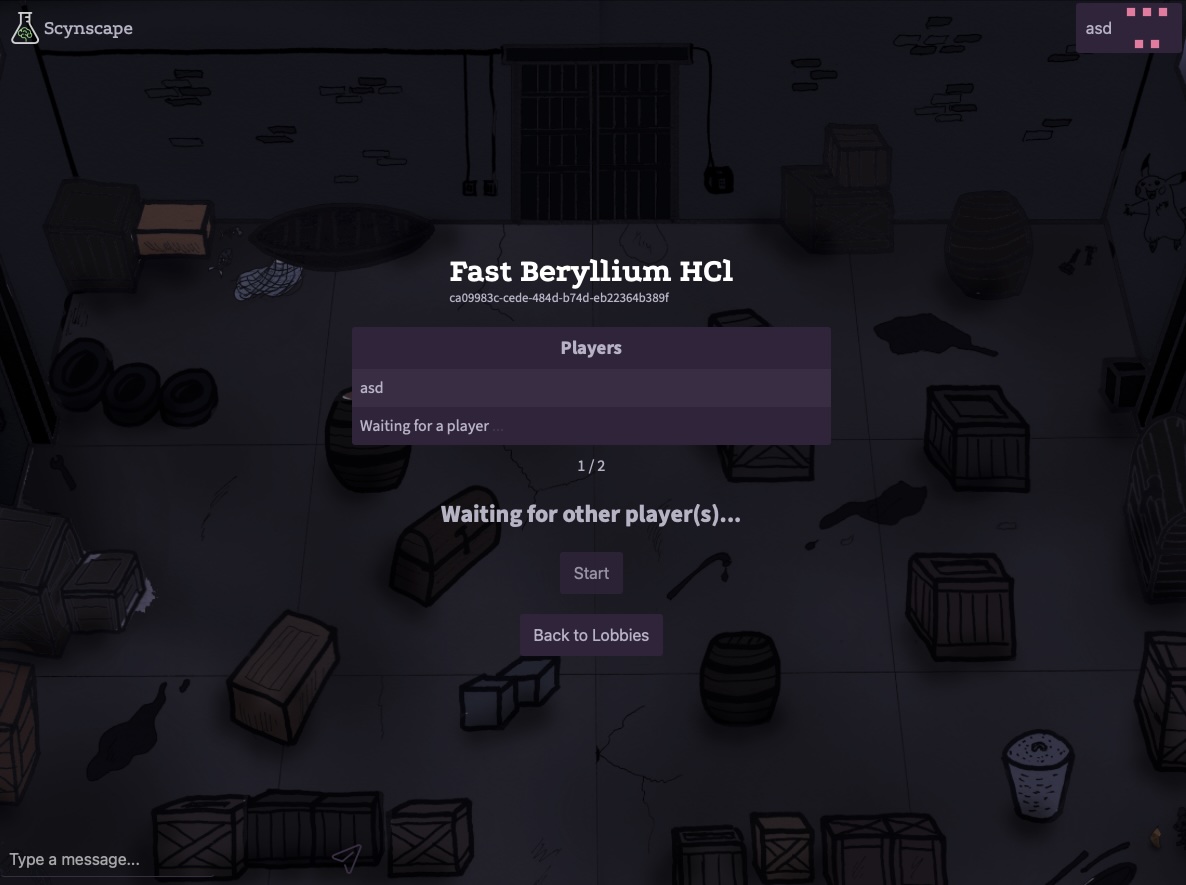 Scynscape
asd
Fast Beryllium HCl
ca09983c-cede-484d-b74d-eb22364b389f
Players
asd
Waiting for a player ...
1 / 2
Waiting for other player(s)...
Start
Back to Lobbies
Type a message...